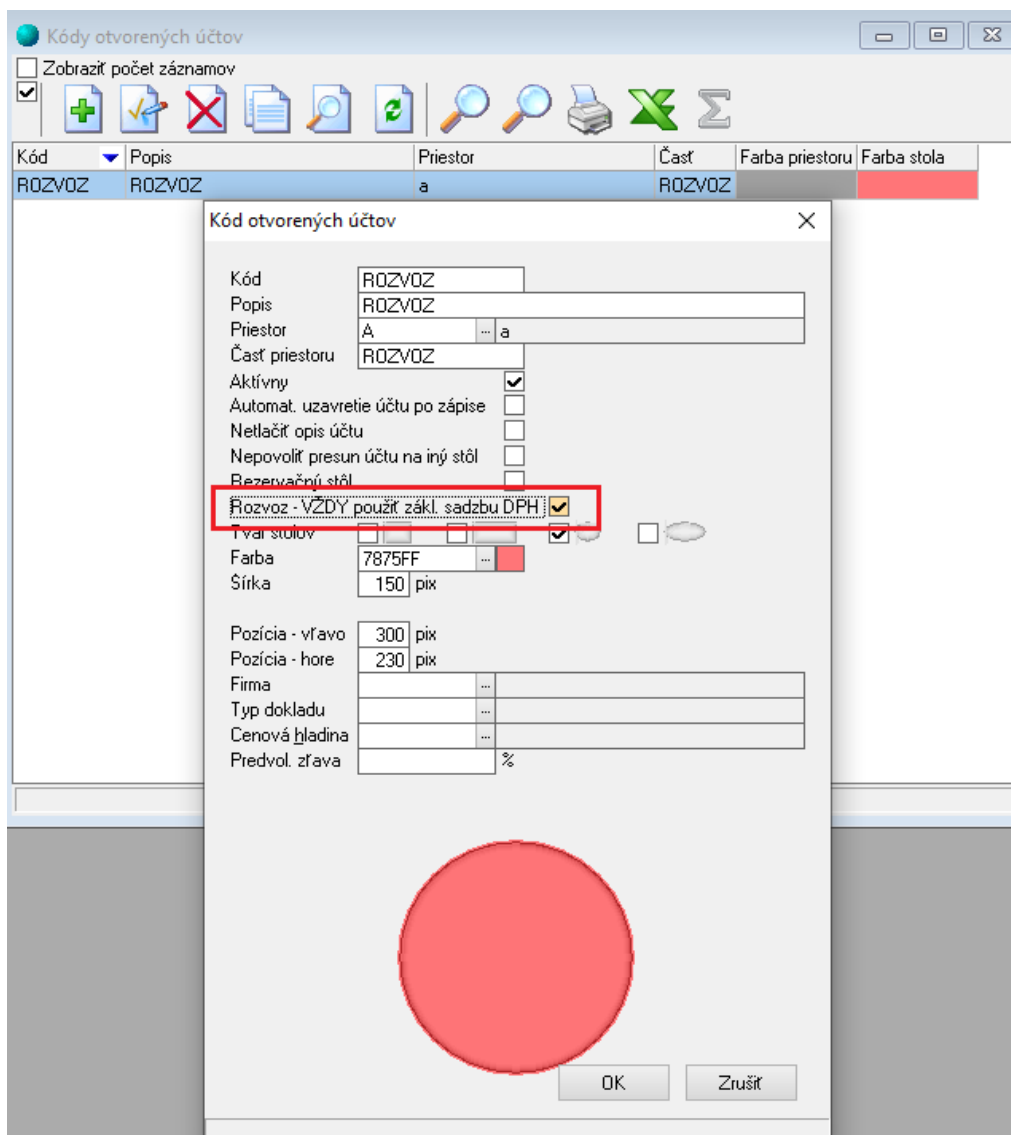 Kódy otvorených účtov
Zobraziť počet záznamov
Kód Popis Priestor Časť Farba priestoru Farba stola
ROZVOZ ROZVOZ a ROZVOZ
Kód otvorených účtov
Kód ROZVOZ
Popis ROZVOZ
Priestor A ... a
Časť priestoru ROZVOZ
Aktívny
Automat. uzavretie účtu po zápise
Netlačiť opis účtu
Nepovoliť presun účtu na iný stôl
Rezervačný stôl
Rozvoz - VŽDY použiť zákl. sadzbu DPH
Tvar stolov
Farba 7875FF ...
Šírka 150 pix
Pozícia - vľavo 300 pix
Pozícia - hore 230 pix
Firma ...
Typ dokladu ...
Cenová hladina ...
Predvol. zľava %
OK Zrušiť